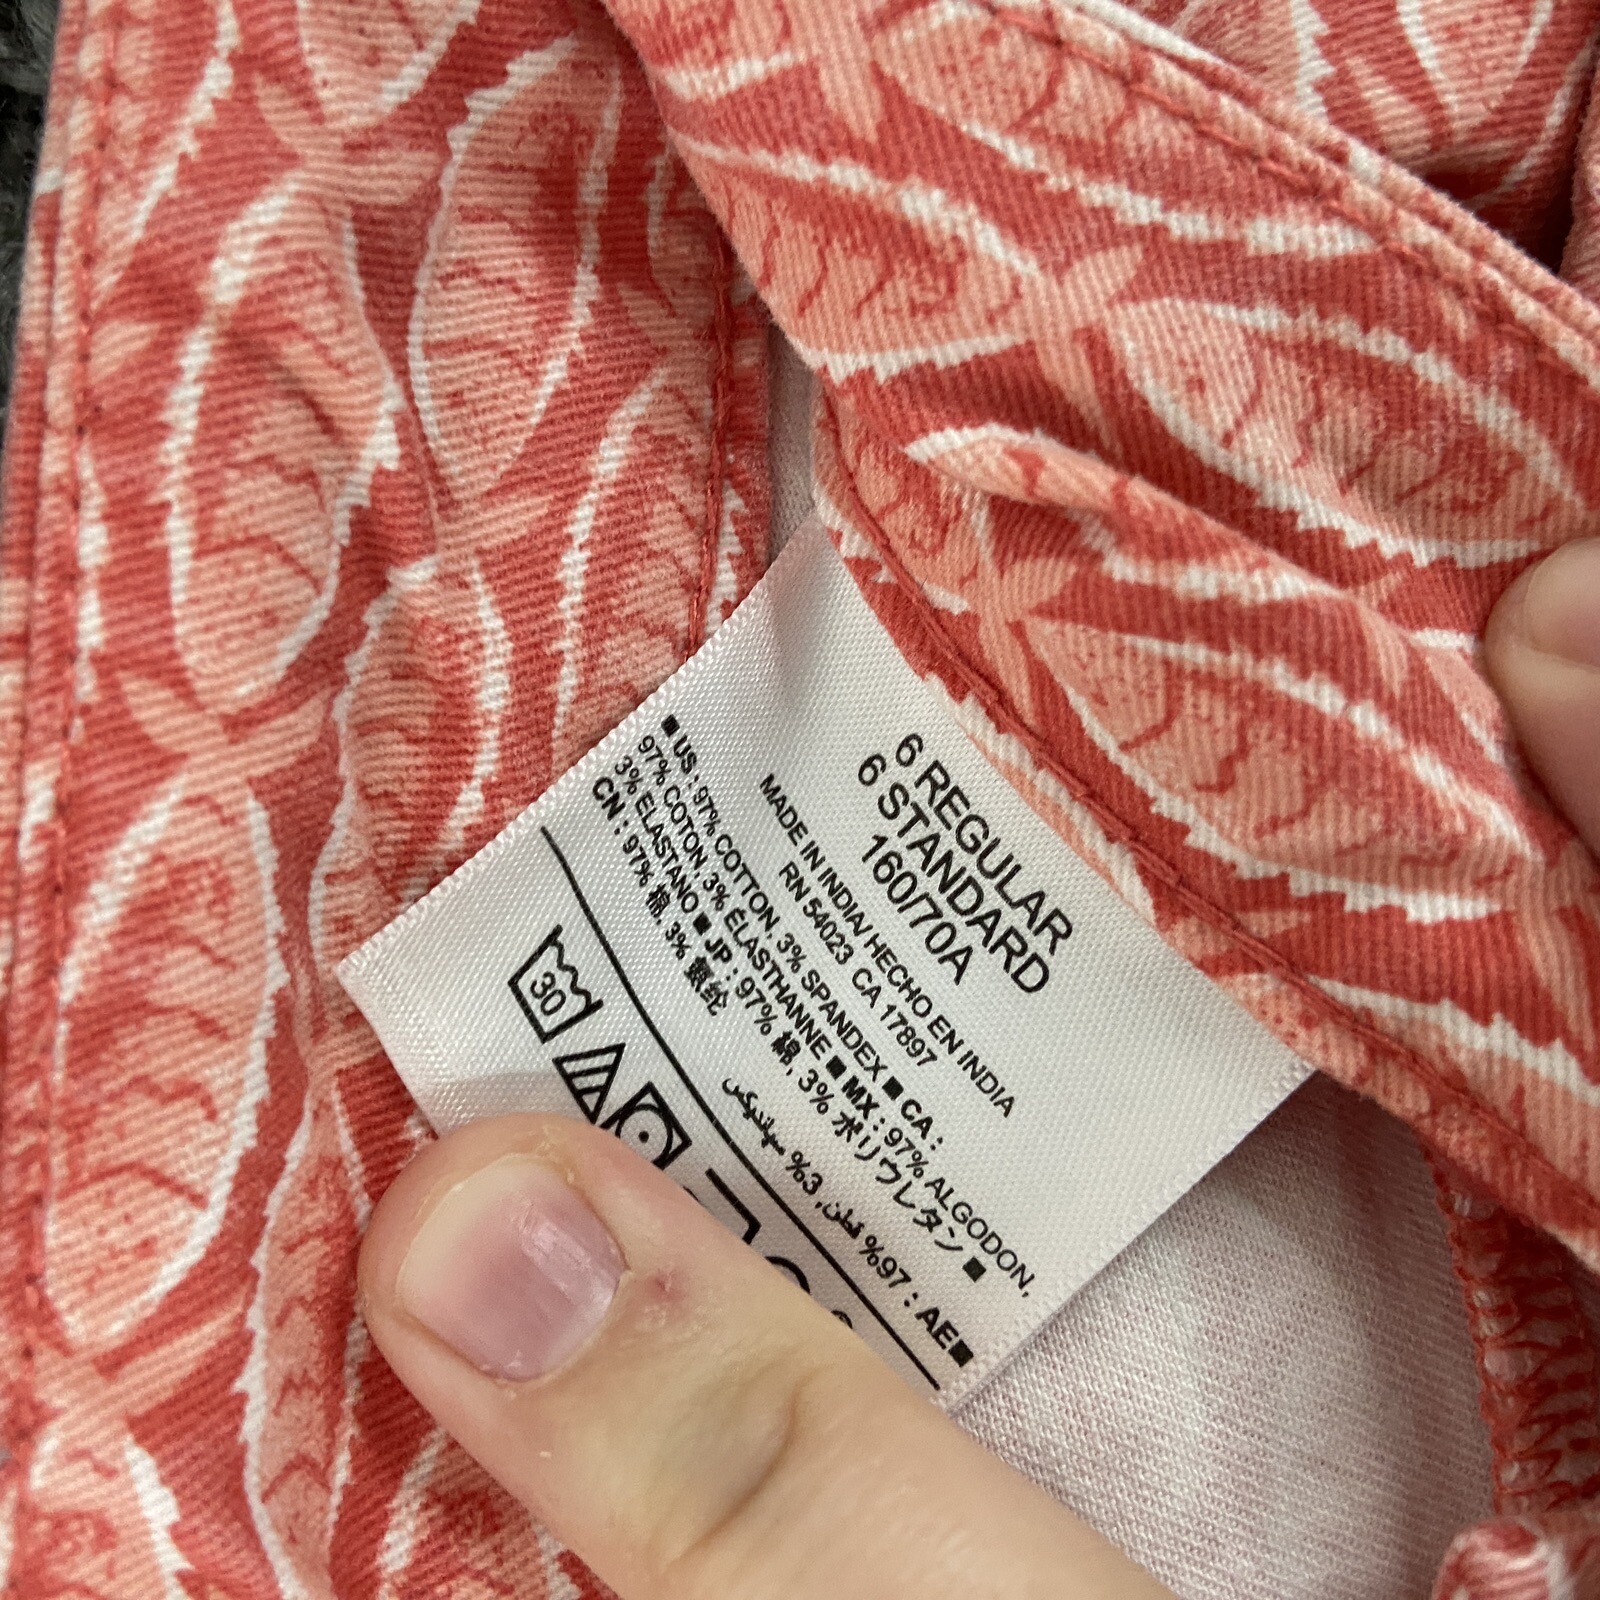 6 REGULAR
6 STANDARD
160/70A
MADE IN INDIA/ HECHO EN INDIA
RN 54023 CA 17897
■ US : 97% COTTON, 3% SPANDEX ■ CA :
97% COTON, 3% ÉLASTHANNE ■ MX : 97% ALGODON,
3% ELASTANO ■ JP : 97% 綿, 3% ポリウレタン ■
CN : 97% 棉, 3% 氨纶
■AE : 97% قطن, 3% سباندیکس
30